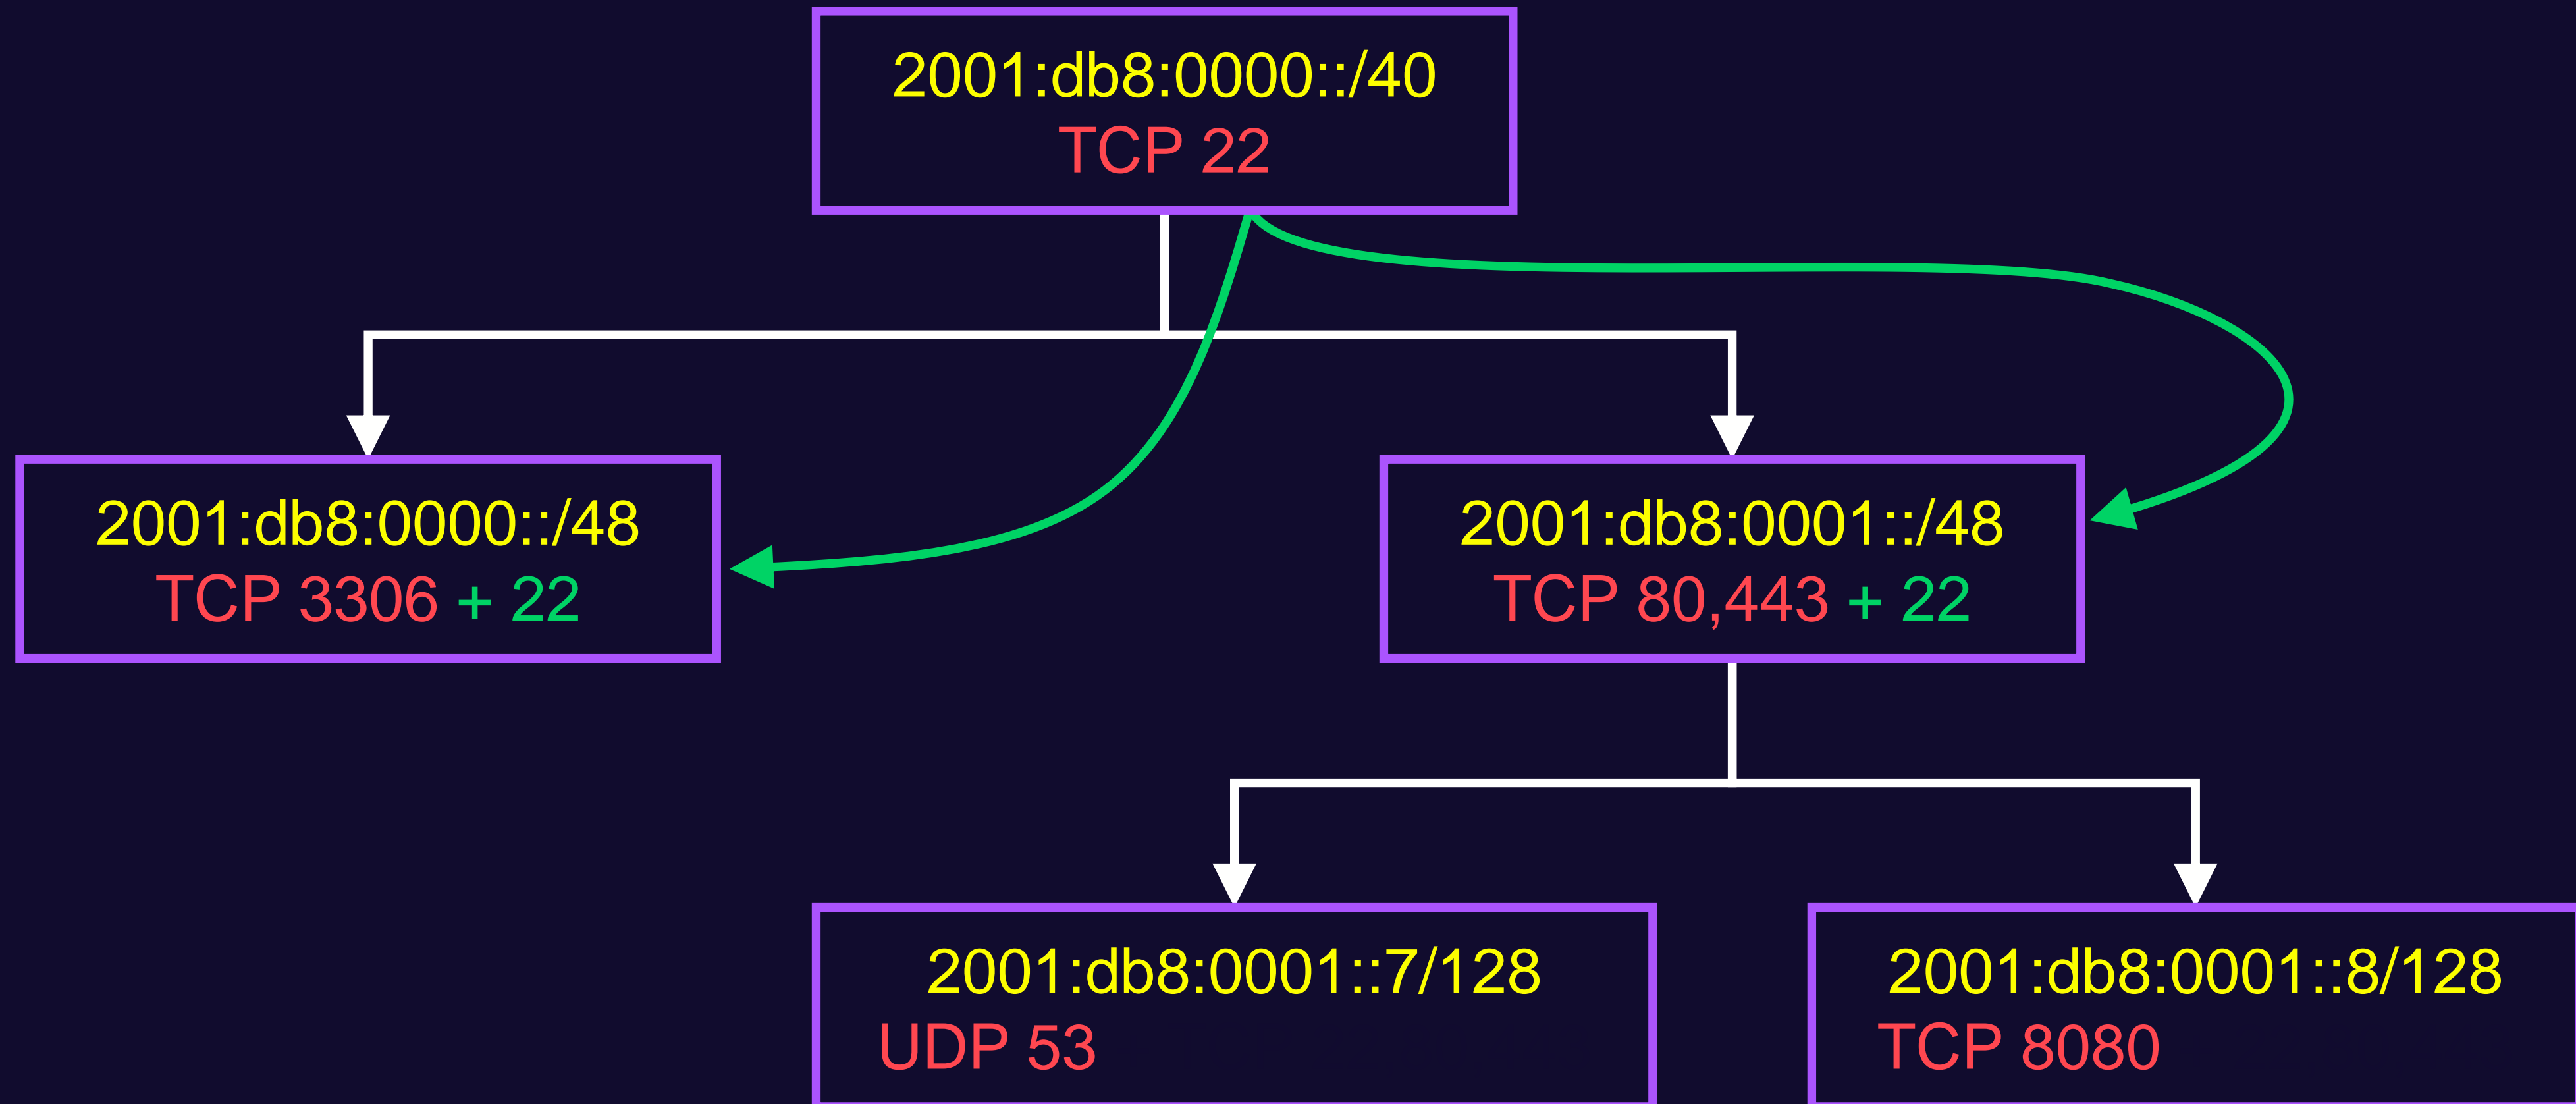 2001:db8:0000::/40
TCP 22
2001:db8:0000::/48
TCP 3306 + 22
2001:db8:0001::/48
TCP 80,443 + 22
2001:db8:0001::7/128
UDP 53
2001:db8:0001::8/128
TCP 8080